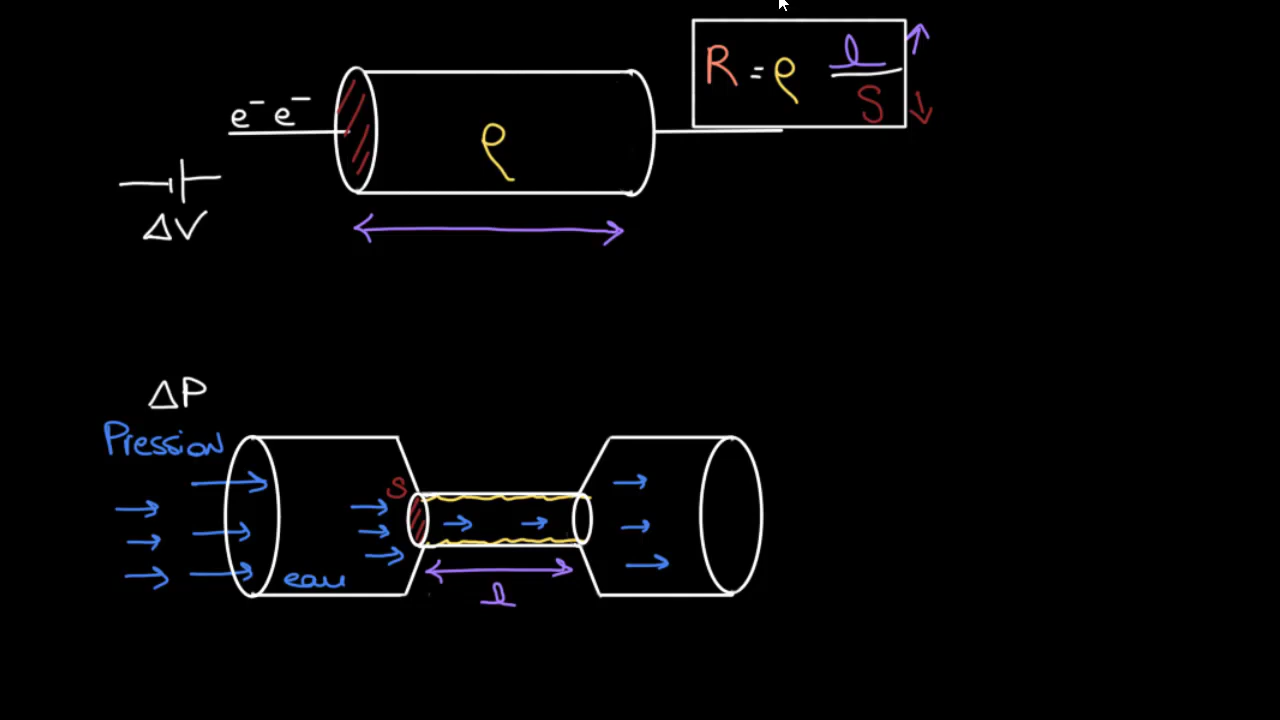 R = ρ l / S
e⁻ e⁻
ρ
ΔV
ΔP
Pression
S
eau
l